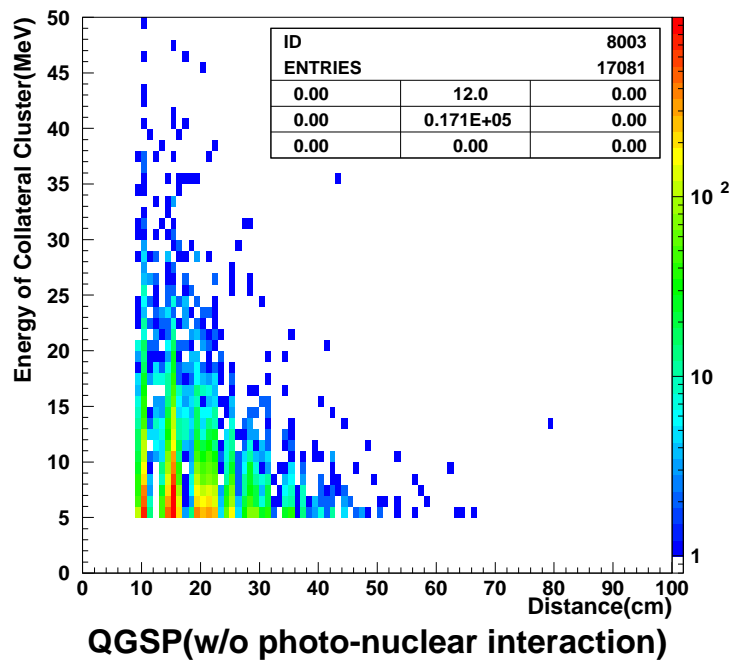 50
45
40
35
30
25
20
15
10
5
0
Energy of Collateral Cluster(MeV)
ID 8003
ENTRIES 17081
0.00 12.0 0.00
0.00 0.171E+05 0.00
0.00 0.00 0.00
10 2
10
1
0 10 20 30 40 50 60 70 80 90 100
Distance(cm)
QGSP(w/o photo-nuclear interaction)